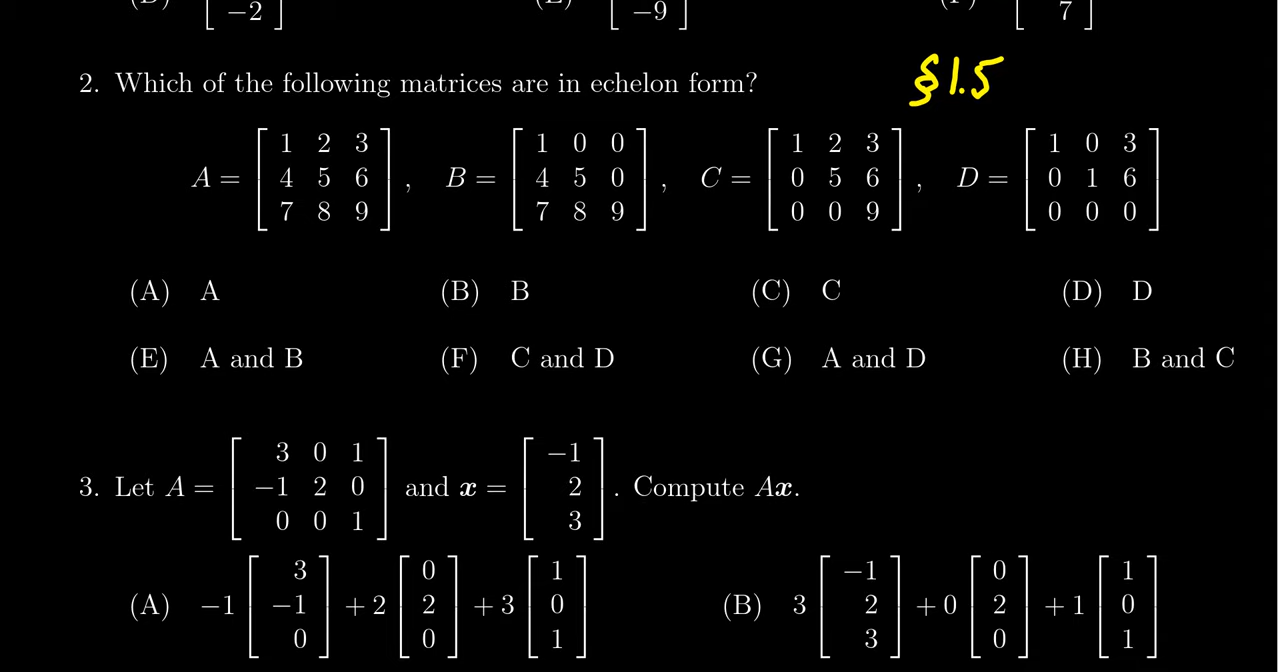 (D) [ −2 ] (E) [ −9 ] (F) [ 7 ]
2. Which of the following matrices are in echelon form? §1.5
A = [ 1 2 3 ; 4 5 6 ; 7 8 9 ], B = [ 1 0 0 ; 4 5 0 ; 7 8 9 ], C = [ 1 2 3 ; 0 5 6 ; 0 0 9 ], D = [ 1 0 3 ; 0 1 6 ; 0 0 0 ]
(A) A (B) B (C) C (D) D
(E) A and B (F) C and D (G) A and D (H) B and C
3. Let A = [ 3 0 1 ; −1 2 0 ; 0 0 1 ] and x = [ −1 ; 2 ; 3 ]. Compute Ax.
(A) −1 [ 3 ; −1 ; 0 ] + 2 [ 0 ; 2 ; 0 ] + 3 [ 1 ; 0 ; 1 ] (B) 3 [ −1 ; 2 ; 3 ] + 0 [ 0 ; 2 ; 0 ] + 1 [ 1 ; 0 ; 1 ]